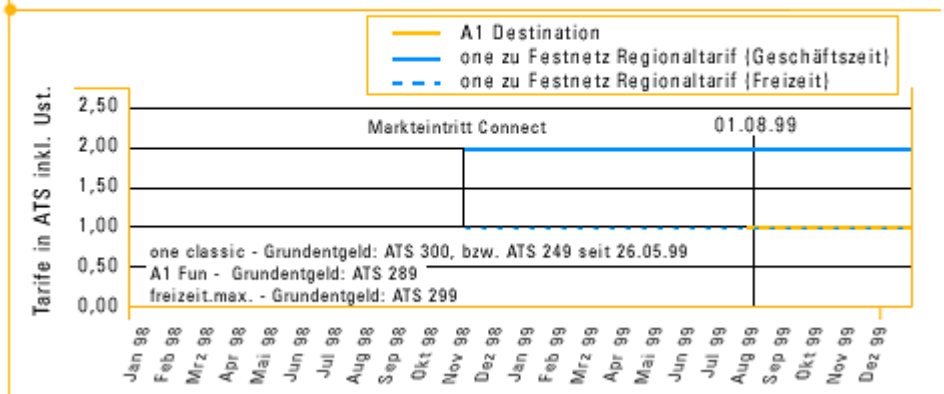 A1 Destination
one zu Festnetz Regionaltarif (Geschäftszeit)
one zu Festnetz Regionaltarif (Freizeit)
Tarife in ATS inkl. Ust.
2,50
2,00
1,50
1,00
0,50
0,00
Markteintritt Connect
01.08.99
one classic - Grundentgeld: ATS 300, bzw. ATS 249 seit 26.05.99
A1 Fun - Grundentgeld: ATS 289
freizeit.max. - Grundentgeld: ATS 299
Jan 98
Feb 98
Mrz 98
Apr 98
Mai 98
Jun 98
Jul 98
Aug 98
Sep 98
Okt 98
Nov 98
Dez 98
Jan 99
Feb 99
Mrz 99
Apr 99
Mai 99
Jun 99
Jul 99
Aug 99
Sep 99
Okt 99
Nov 99
Dez 99